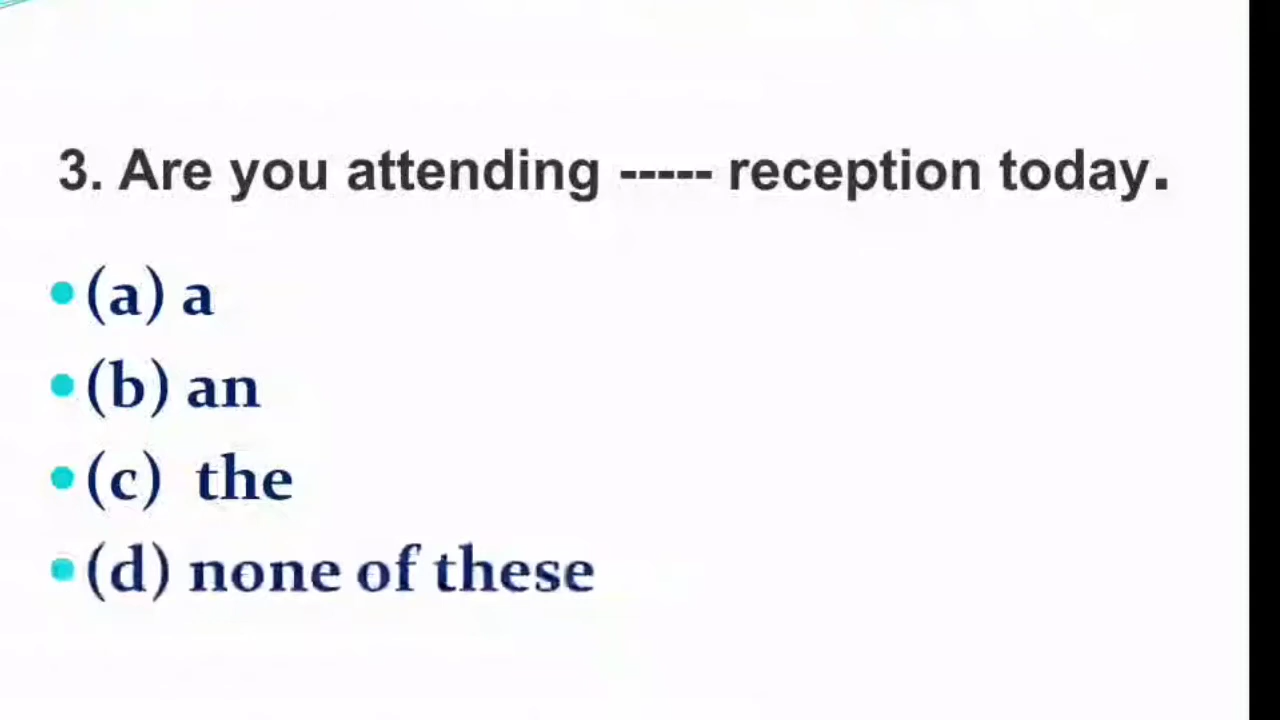 3. Are you attending ----- reception today.
• (a) a
• (b) an
• (c) the
• (d) none of these